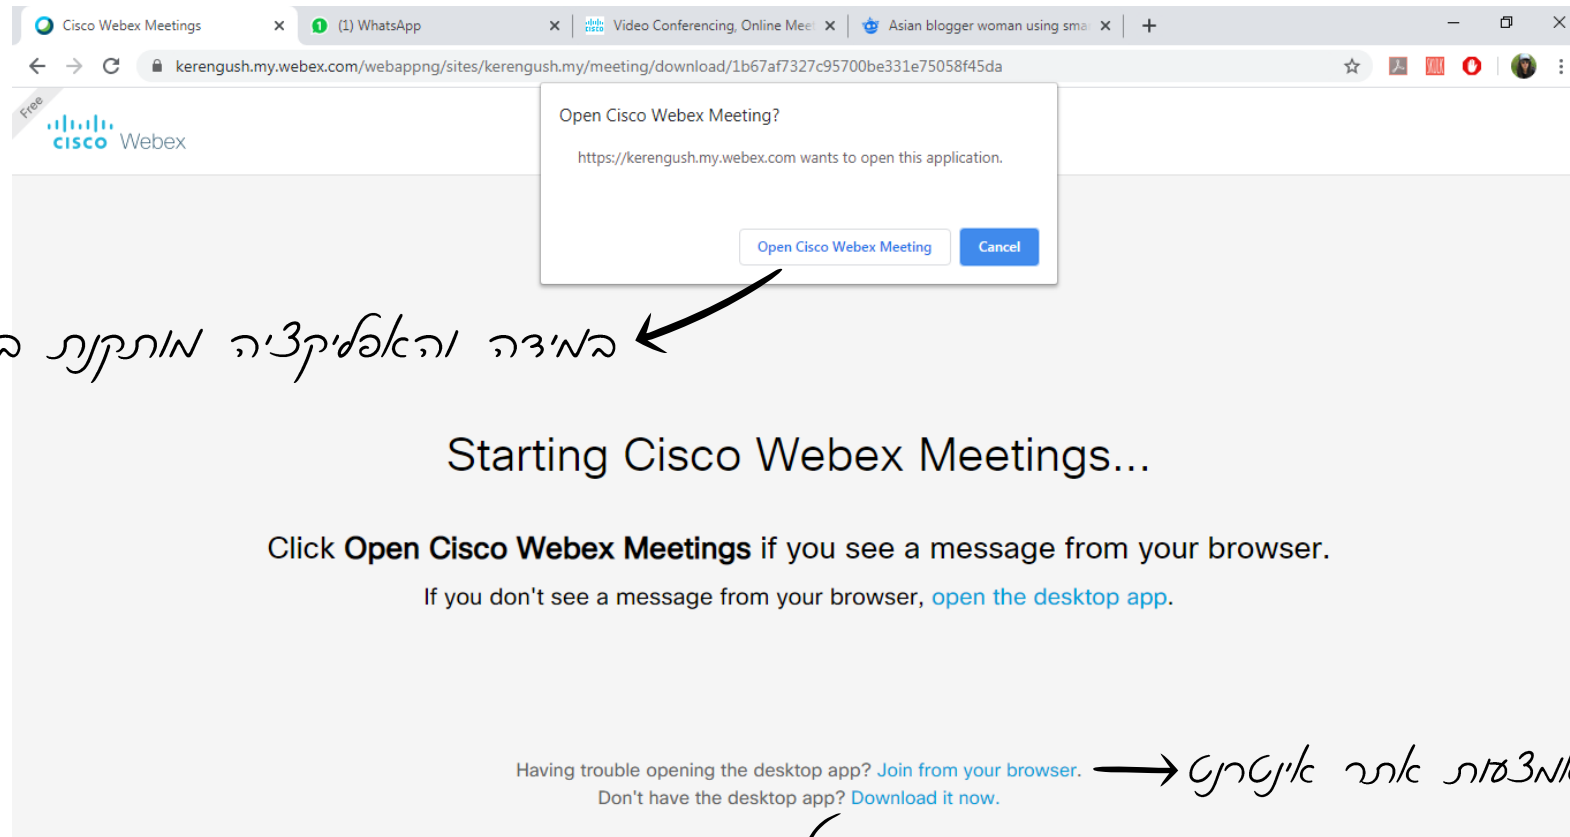 Cisco Webex Meetings
(1) WhatsApp
Video Conferencing, Online Meet
Asian blogger woman using sma
kerengush.my.webex.com/webappng/sites/kerengush.my/meeting/download/1b67af7327c95700be331e75058f45da
Free
cisco Webex
Open Cisco Webex Meeting?
https://kerengush.my.webex.com wants to open this application.
Open Cisco Webex Meeting Cancel
במידה והאפליקציה מותקנת
Starting Cisco Webex Meetings...
Click Open Cisco Webex Meetings if you see a message from your browser.
If you don't see a message from your browser, open the desktop app.
Having trouble opening the desktop app? Join from your browser.
אתר אינטרנט
Don't have the desktop app? Download it now.